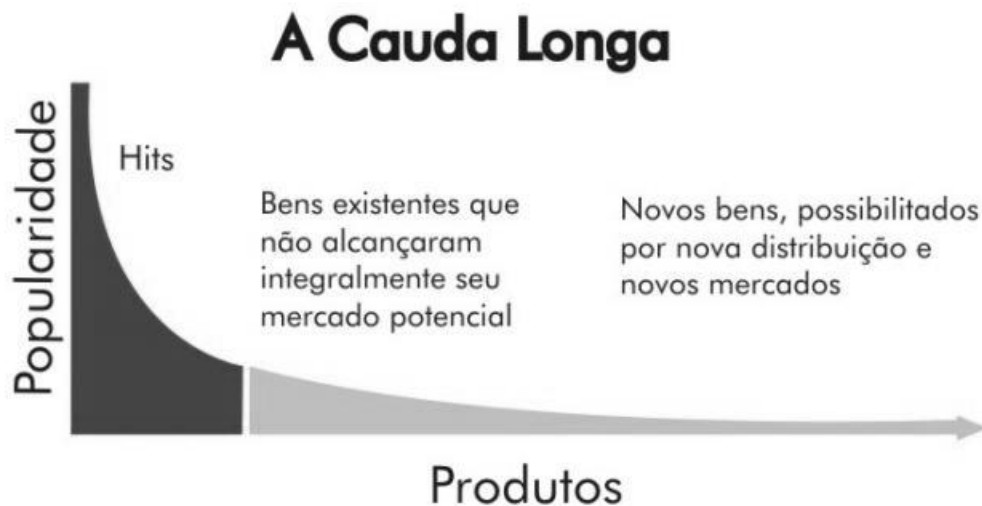 A Cauda Longa
Popularidade
Hits
Bens existentes que
não alcançaram
integralmente seu
mercado potencial
Novos bens, possibilitados
por nova distribuição e
novos mercados
Produtos